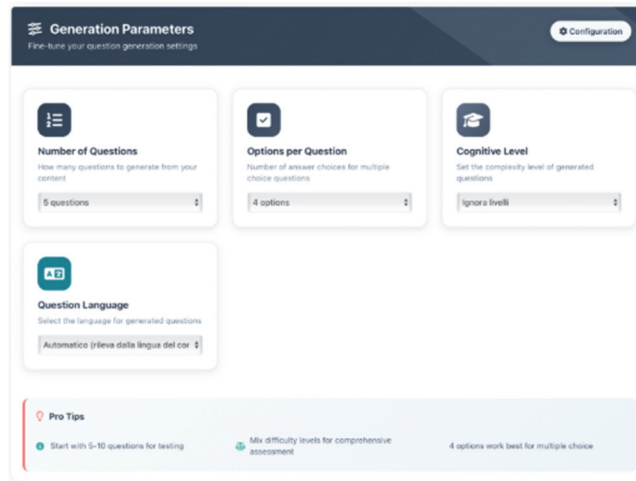 Generation Parameters
Fine-tune your question generation settings
Configuration
Number of Questions
How many questions to generate from your
content
5 questions
Options per Question
Number of answer choices for multiple
choice questions
4 options
Cognitive Level
Set the complexity level of generated
questions
Ignora livelli
Question Language
Select the language for generated questions
Automatico (rileva dalla lingua del cor
Pro Tips
Start with 5-10 questions for testing
Mix difficulty levels for comprehensive
assessment
4 options work best for multiple choice